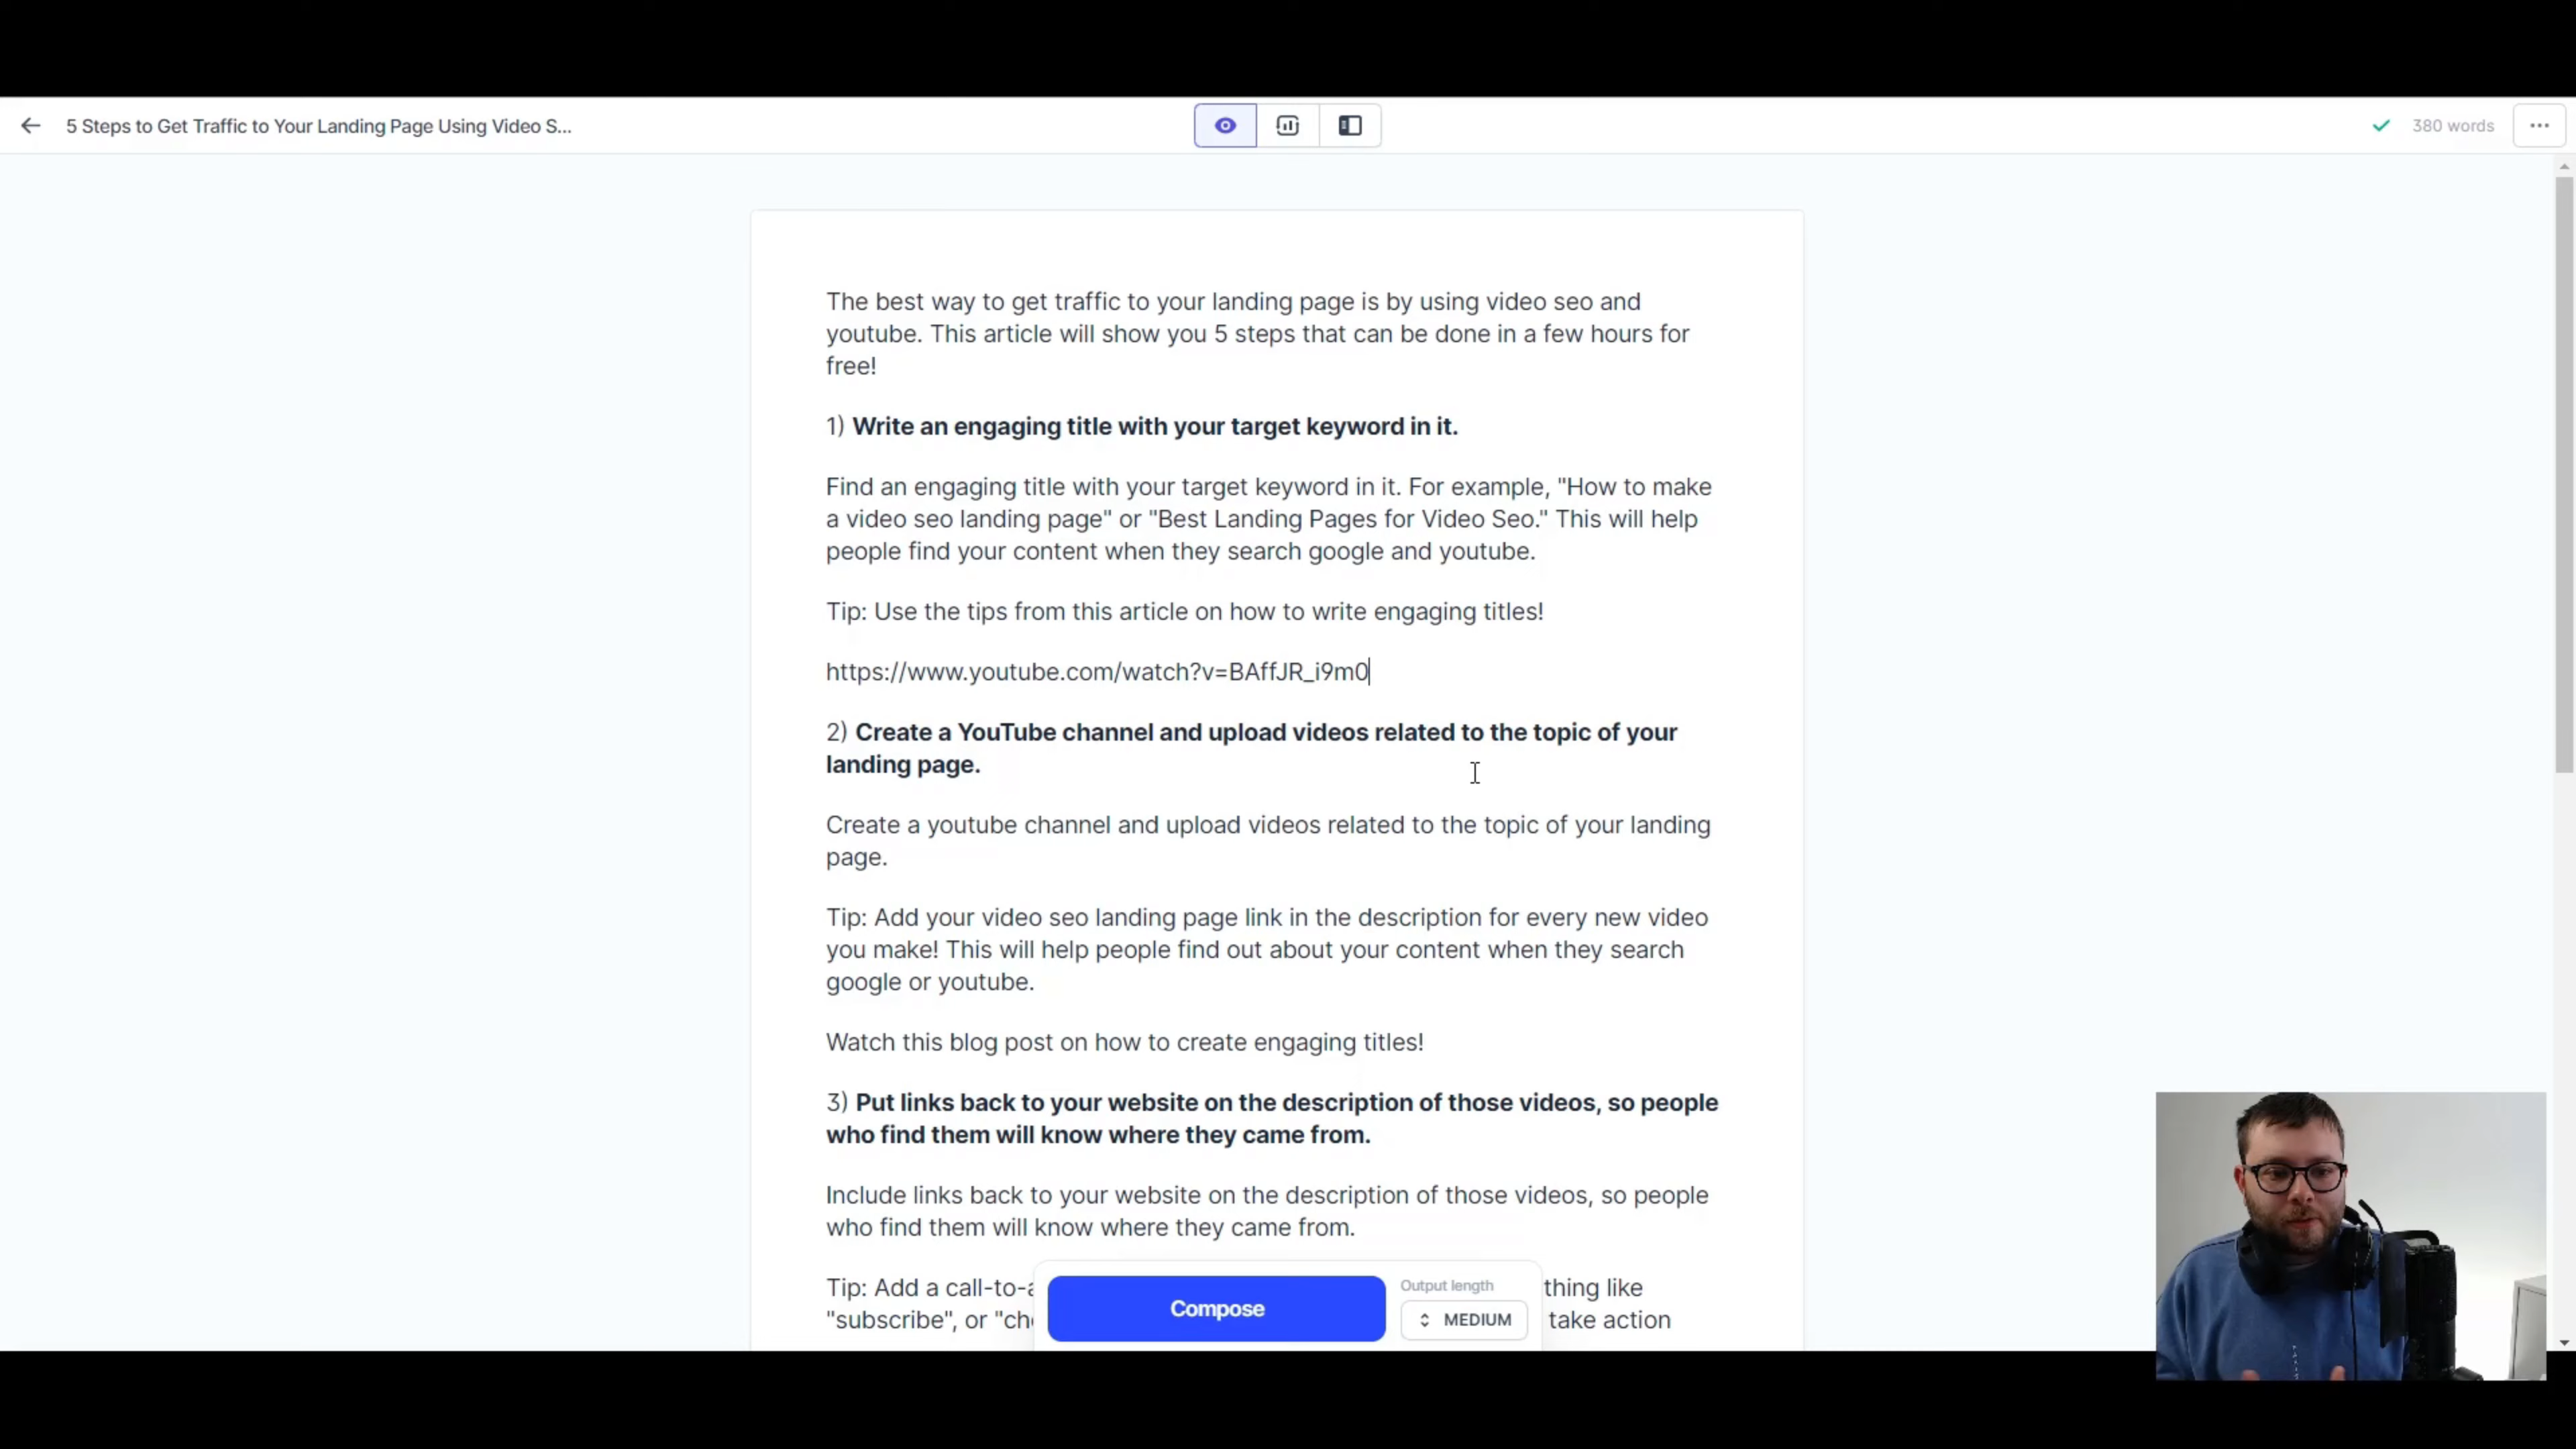 5 Steps to Get Traffic to Your Landing Page Using Video S...
380 words
The best way to get traffic to your landing page is by using video seo and
youtube. This article will show you 5 steps that can be done in a few hours for
free!
1) Write an engaging title with your target keyword in it.
Find an engaging title with your target keyword in it. For example, "How to make
a video seo landing page" or "Best Landing Pages for Video Seo." This will help
people find your content when they search google and youtube.
Tip: Use the tips from this article on how to write engaging titles!
https://www.youtube.com/watch?v=BAffJR_i9m0
2) Create a YouTube channel and upload videos related to the topic of your
landing page.
Create a youtube channel and upload videos related to the topic of your landing
page.
Tip: Add your video seo landing page link in the description for every new video
you make! This will help people find out about your content when they search
google or youtube.
Watch this blog post on how to create engaging titles!
3) Put links back to your website on the description of those videos, so people
who find them will know where they came from.
Include links back to your website on the description of those videos, so people
who find them will know where they came from.
Tip: Add a call-to-a thing like
"subscribe", or "ch take action
Compose
Output length
MEDIUM